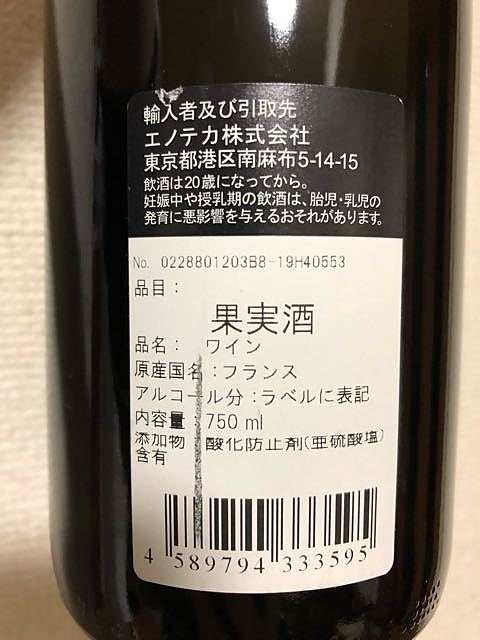 輸入者及び引取先
エノテカ株式会社
東京都港区南麻布5-14-15
飲酒は20歳になってから。
妊娠中や授乳期の飲酒は、胎児・乳児の
発育に悪影響を与えるおそれがあります。
No. 0228801203B8-19H40553
品目：
果実酒
品名： ワイン
原産国名：フランス
アルコール分：ラベルに表記
内容量：750 ml
添加物 酸化防止剤(亜硫酸塩)
含有
4 589794 333595